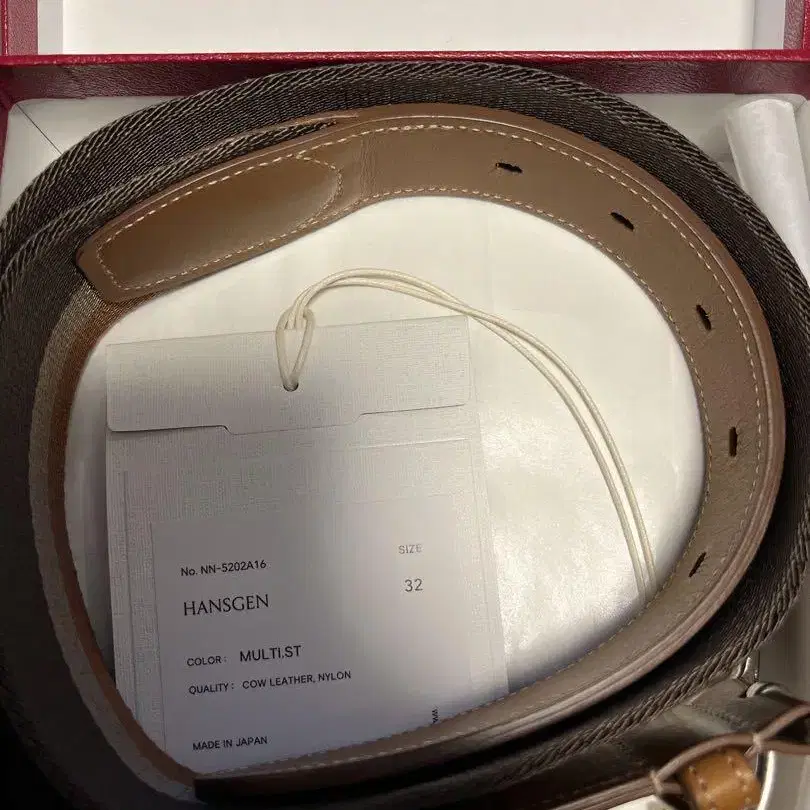 No. NN-5202A16
SIZE
HANSGEN
32
COLOR : MULTI.ST
QUALITY : COW LEATHER, NYLON
MADE IN JAPAN